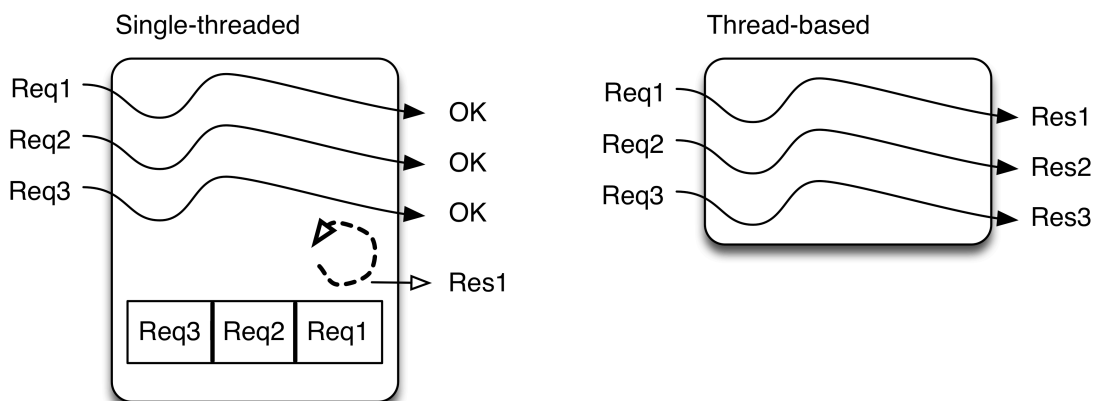 Single-threaded
Req1
OK
Req2
OK
Req3
OK
Res1
Req3 Req2 Req1
Thread-based
Req1
Res1
Req2
Res2
Req3
Res3